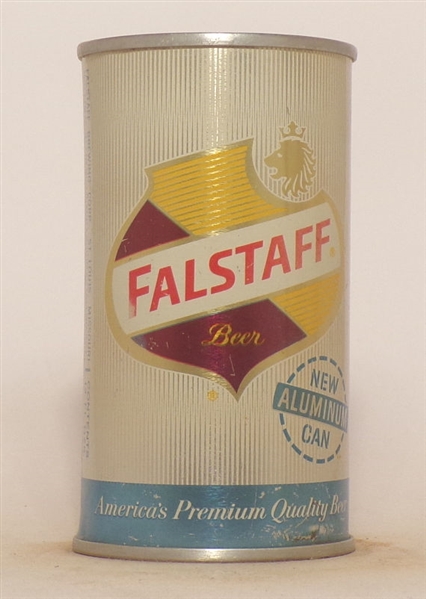 FALSTAFF
Beer
NEW
ALUMINUM
CAN
America's Premium Quality Beer